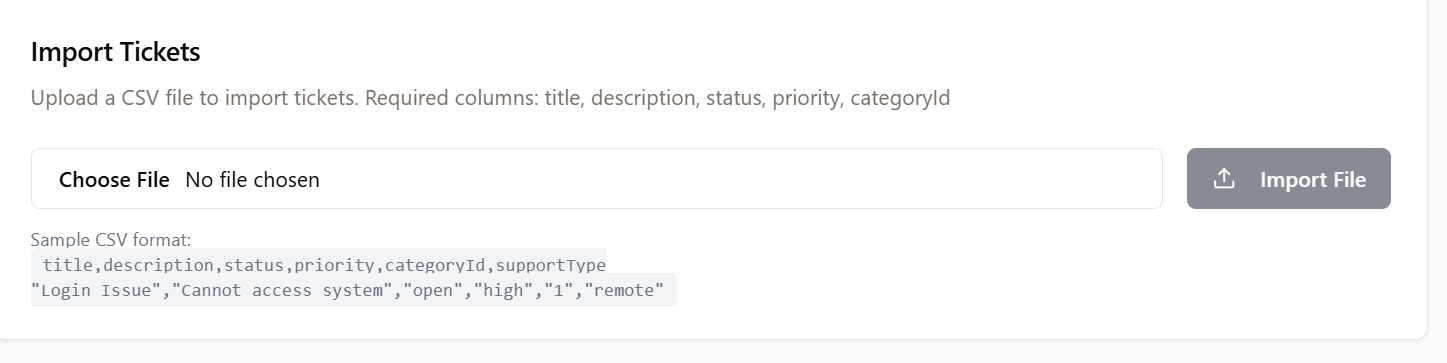 Import Tickets
Upload a CSV file to import tickets. Required columns: title, description, status, priority, categoryId
Choose File No file chosen
Import File
Sample CSV format:
title,description,status,priority,categoryId,supportType
"Login Issue","Cannot access system","open","high","1","remote"